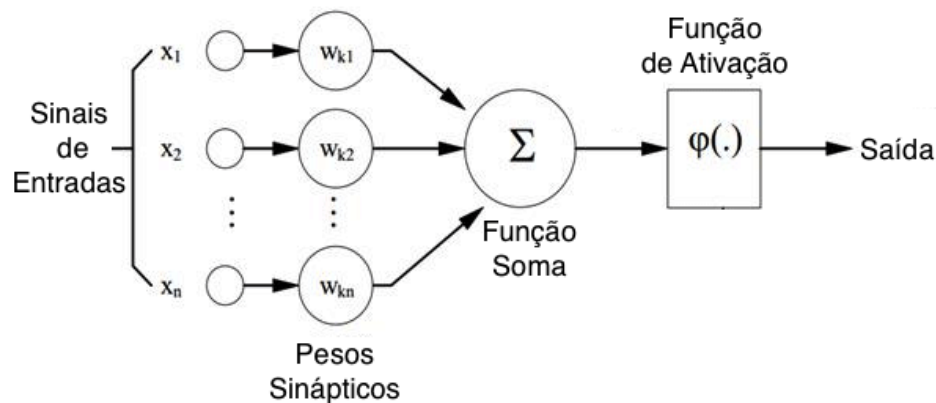 Função
de Ativação
Sinais
de
Entradas
x1
wk1
x2
wk2
xn
wkn
Σ
φ(.)
Saída
Função
Soma
Pesos
Sinápticos